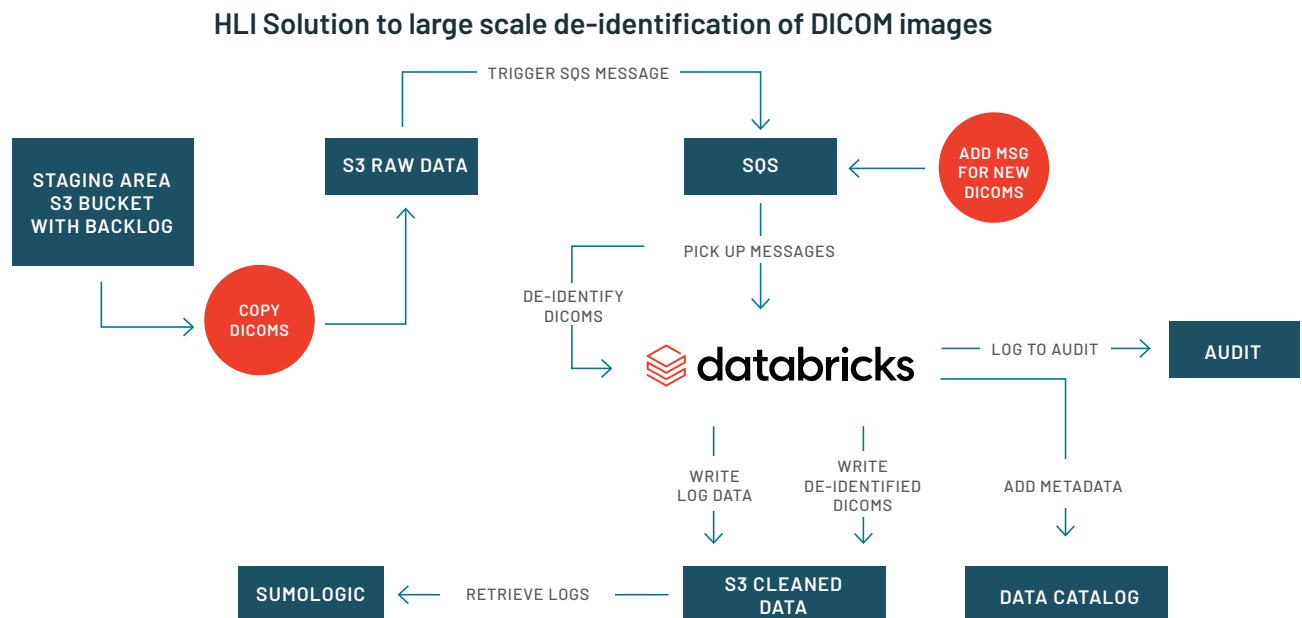 HLI Solution to large scale de-identification of DICOM images
TRIGGER SQS MESSAGE
STAGING AREA
S3 BUCKET
WITH BACKLOG
S3 RAW DATA
SQS
ADD MSG
FOR NEW
DICOMS
PICK UP MESSAGES
COPY
DICOMS
DE-IDENTIFY
DICOMS
databricks
LOG TO AUDIT
AUDIT
WRITE
LOG DATA
WRITE
DE-IDENTIFIED
DICOMS
ADD METADATA
SUMOLOGIC
RETRIEVE LOGS
S3 CLEANED
DATA
DATA CATALOG